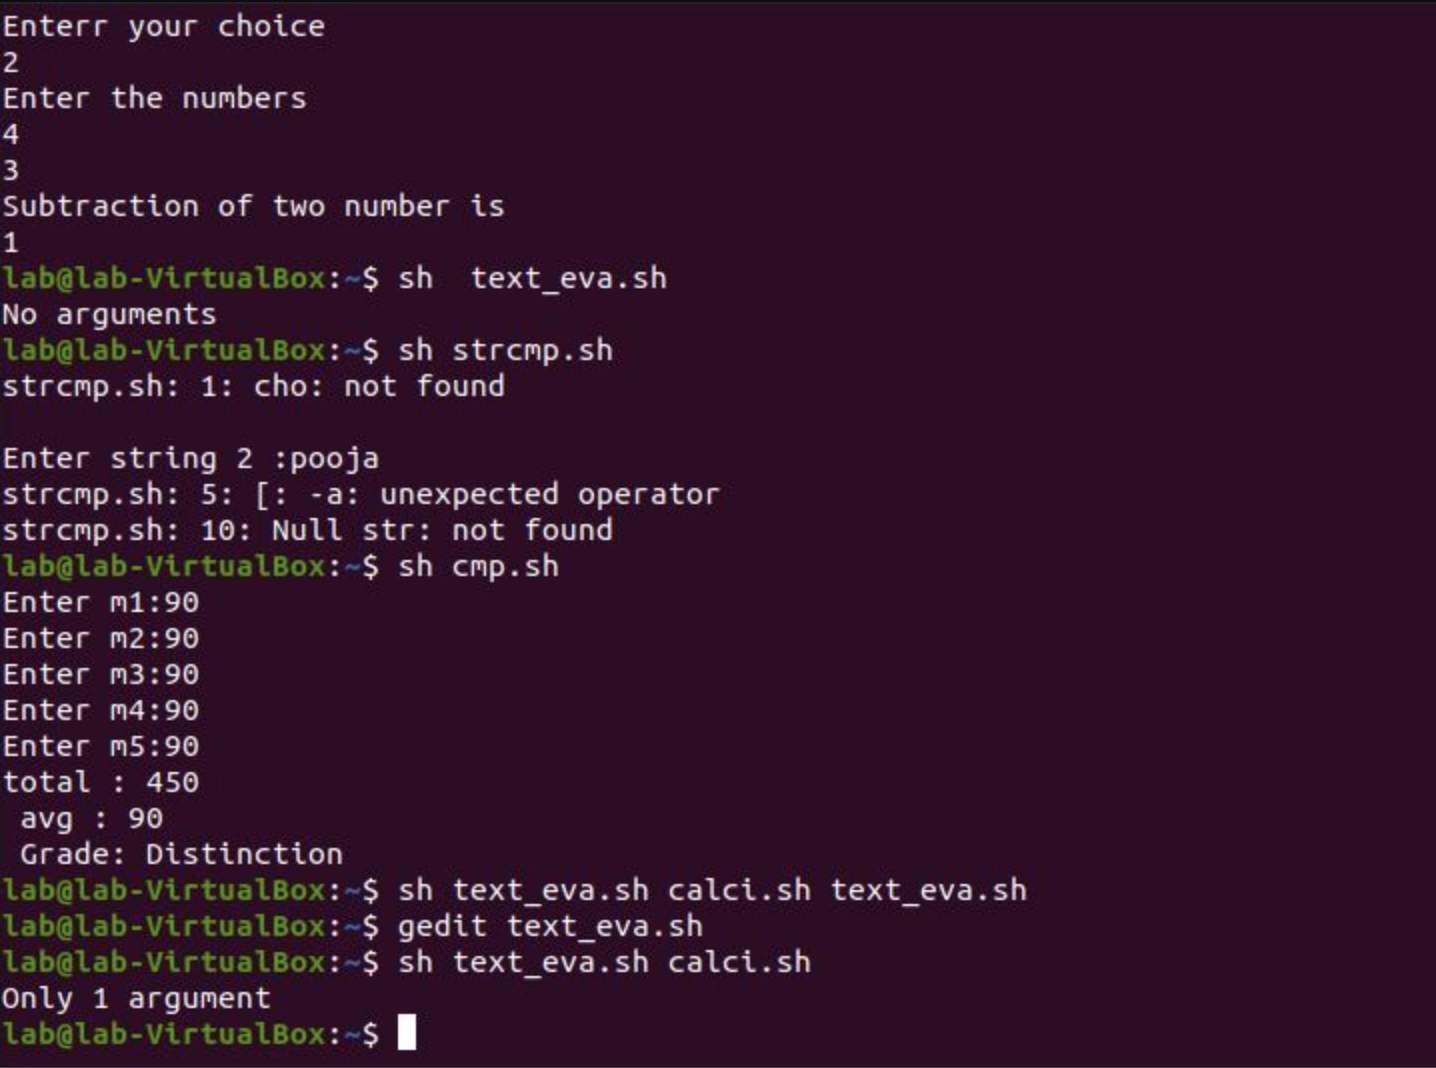 Enterr your choice
2
Enter the numbers
4
3
Subtraction of two number is
1
lab@lab-VirtualBox:~$ sh  text_eva.sh
No arguments
lab@lab-VirtualBox:~$ sh strcmp.sh
strcmp.sh: 1: cho: not found

Enter string 2 :pooja
strcmp.sh: 5: [: -a: unexpected operator
strcmp.sh: 10: Null str: not found
lab@lab-VirtualBox:~$ sh cmp.sh
Enter m1:90
Enter m2:90
Enter m3:90
Enter m4:90
Enter m5:90
total : 450
 avg : 90
 Grade: Distinction
lab@lab-VirtualBox:~$ sh text_eva.sh calci.sh text_eva.sh
lab@lab-VirtualBox:~$ gedit text_eva.sh
lab@lab-VirtualBox:~$ sh text_eva.sh calci.sh
Only 1 argument
lab@lab-VirtualBox:~$